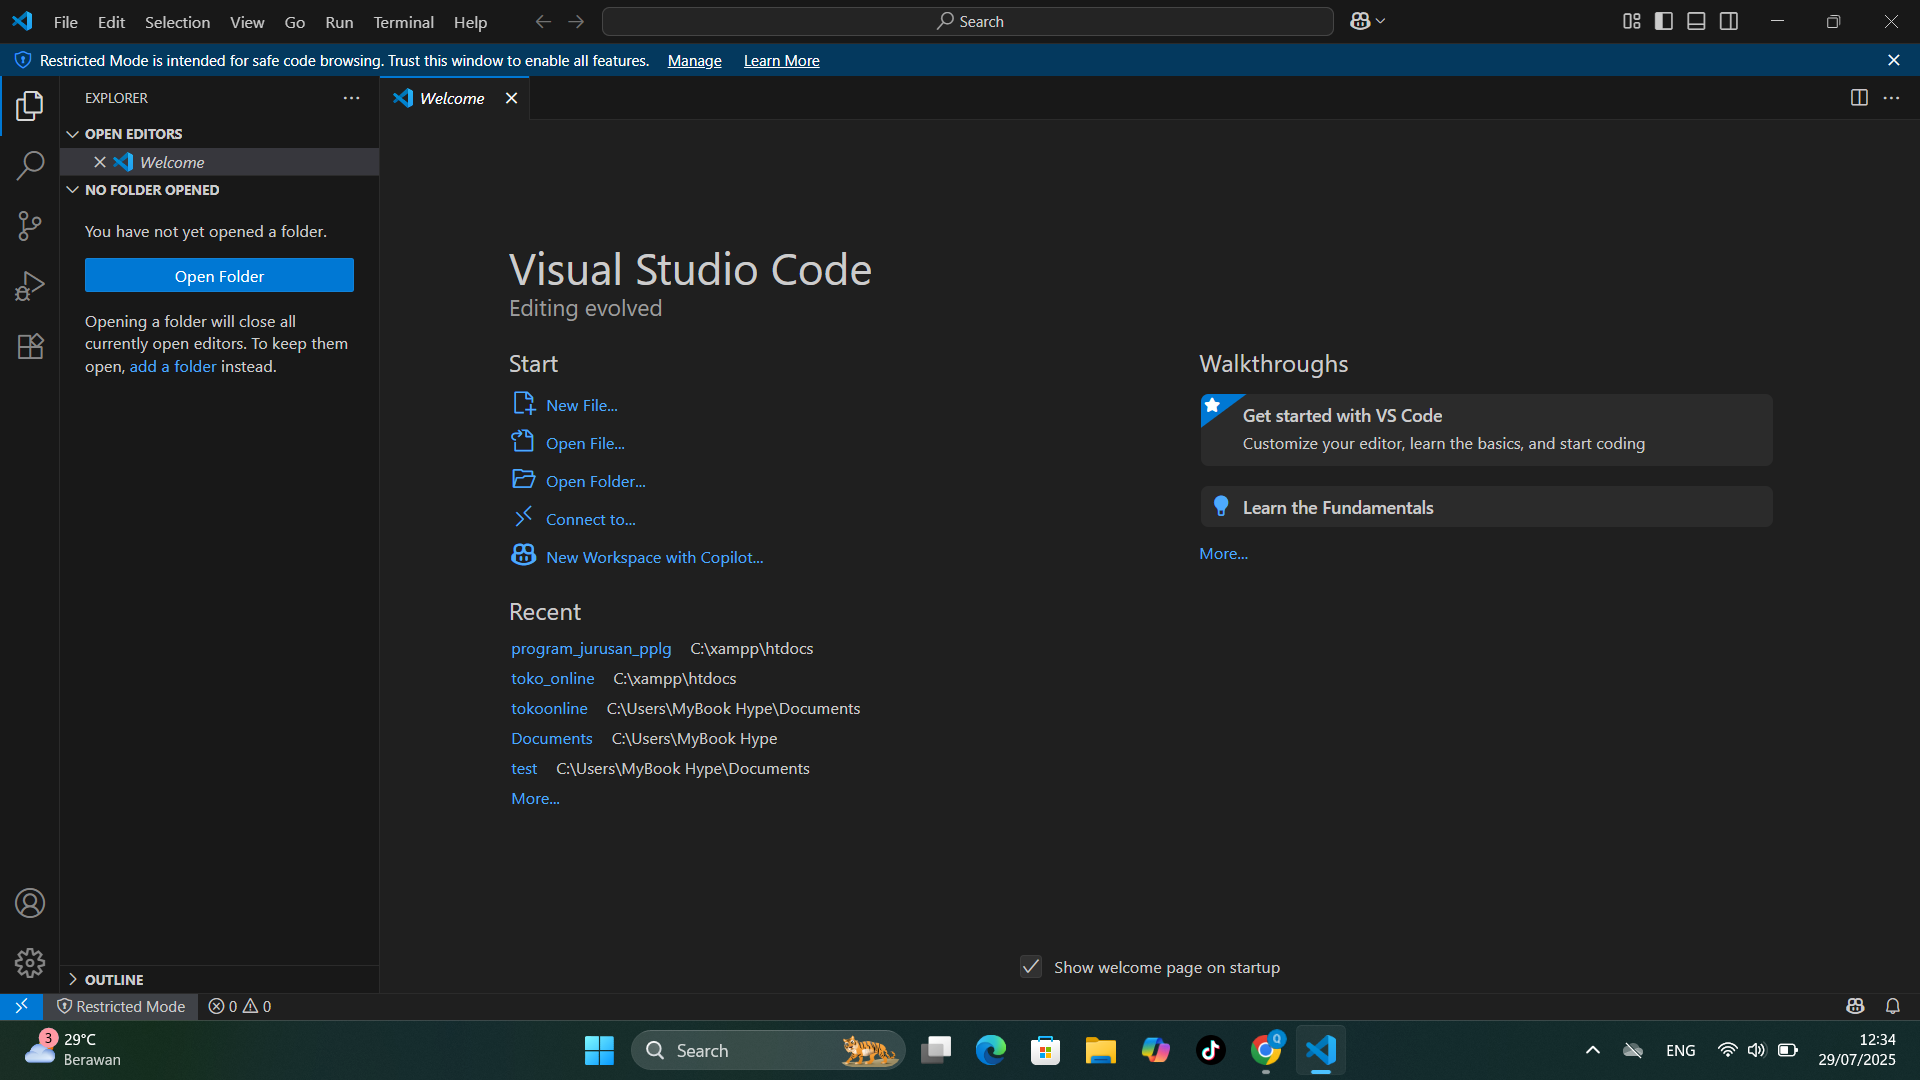 File Edit Selection View Go Run Terminal Help
Search
Restricted Mode is intended for safe code browsing. Trust this window to enable all features. Manage Learn More
EXPLORER
OPEN EDITORS
Welcome
NO FOLDER OPENED
You have not yet opened a folder.
Open Folder
Opening a folder will close all
currently open editors. To keep them
open, add a folder instead.
OUTLINE
Welcome
Visual Studio Code
Editing evolved
Start
New File...
Open File...
Open Folder...
Connect to...
New Workspace with Copilot...
Recent
program_jurusan_pplg C:\xampp\htdocs
toko_online C:\xampp\htdocs
tokoonline C:\Users\MyBook Hype\Documents
Documents C:\Users\MyBook Hype
test C:\Users\MyBook Hype\Documents
More...
Walkthroughs
Get started with VS Code
Customize your editor, learn the basics, and start coding
Learn the Fundamentals
More...
Show welcome page on startup
Restricted Mode 0 0
3
29°C
Berawan
Search
Q
ENG
12:34
29/07/2025